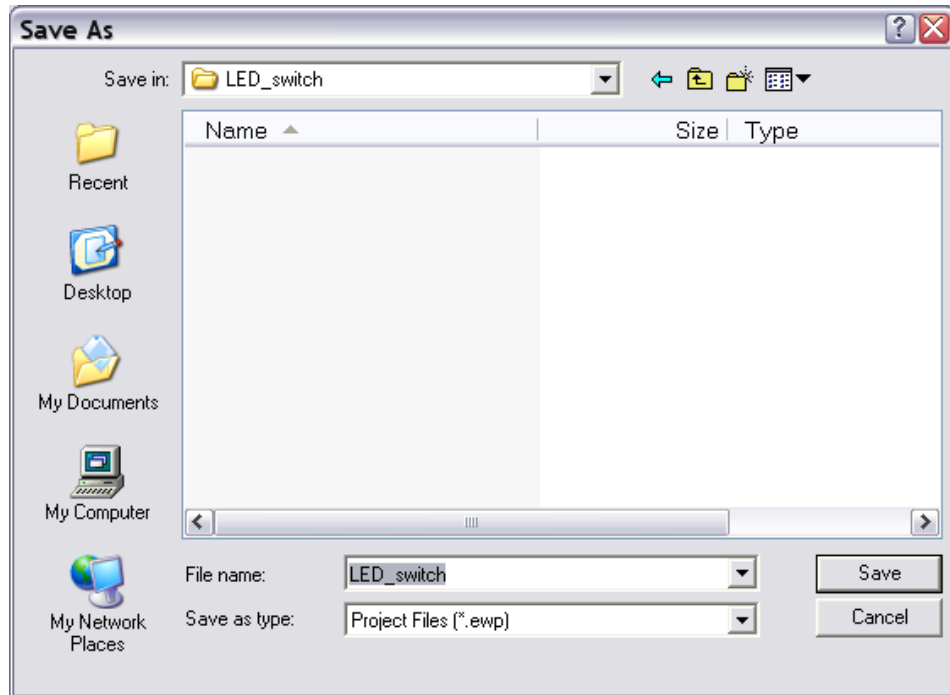 Save As
Save in: LED_switch
Name Size Type
Recent
Desktop
My Documents
My Computer
My Network
Places
File name: LED_switch Save
Save as type: Project Files (*.ewp) Cancel